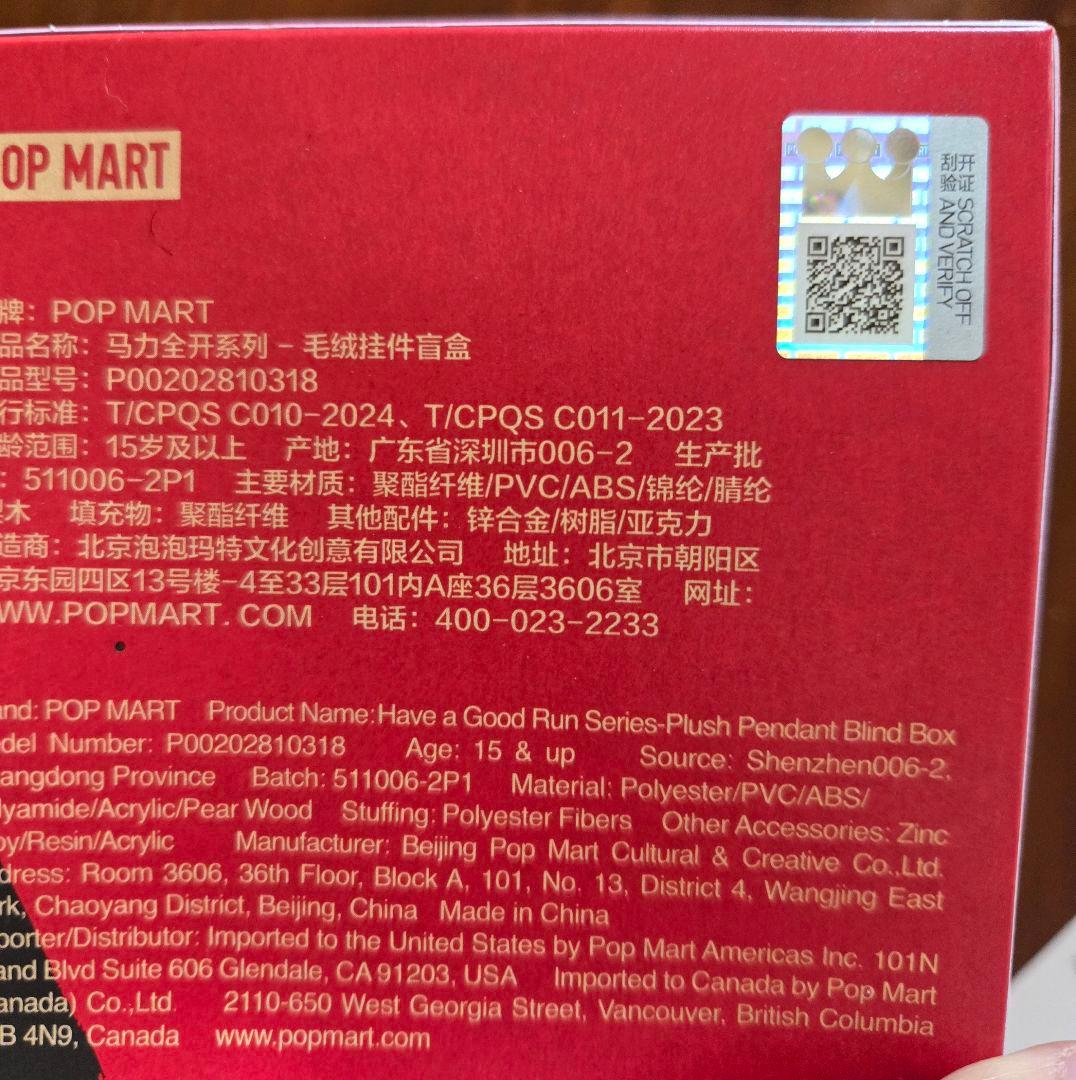 OP MART
刮开
验证
SCRATCH OFF
AND VERIFY
牌：POP MART
品名称：马力全开系列 - 毛绒挂件盲盒
品型号：P00202810318
行标准：T/CPQS C010-2024、T/CPQS C011-2023
龄范围：15岁及以上 产地：广东省深圳市006-2 生产批
：511006-2P1 主要材质：聚酯纤维/PVC/ABS/锦纶/腈纶
梨木 填充物：聚酯纤维 其他配件：锌合金/树脂/亚克力
造商：北京泡泡玛特文化创意有限公司 地址：北京市朝阳区
京东园四区13号楼-4至33层101内A座36层3606室 网址：
WW.POPMART.COM 电话：400-023-2233
and: POP MART Product Name:Have a Good Run Series-Plush Pendant Blind Box
odel Number: P00202810318 Age: 15 & up Source: Shenzhen006-2,
angdong Province Batch: 511006-2P1 Material: Polyester/PVC/ABS/
lyamide/Acrylic/Pear Wood Stuffing: Polyester Fibers Other Accessories: Zinc
oy/Resin/Acrylic Manufacturer: Beijing Pop Mart Cultural & Creative Co.,Ltd.
dress: Room 3606, 36th Floor, Block A, 101, No. 13, District 4, Wangjing East
rk, Chaoyang District, Beijing, China Made in China
porter/Distributor: Imported to the United States by Pop Mart Americas Inc. 101N
and Blvd Suite 606 Glendale, CA 91203, USA Imported to Canada by Pop Mart
anada) Co.,Ltd. 2110-650 West Georgia Street, Vancouver, British Columbia
B 4N9, Canada www.popmart.com